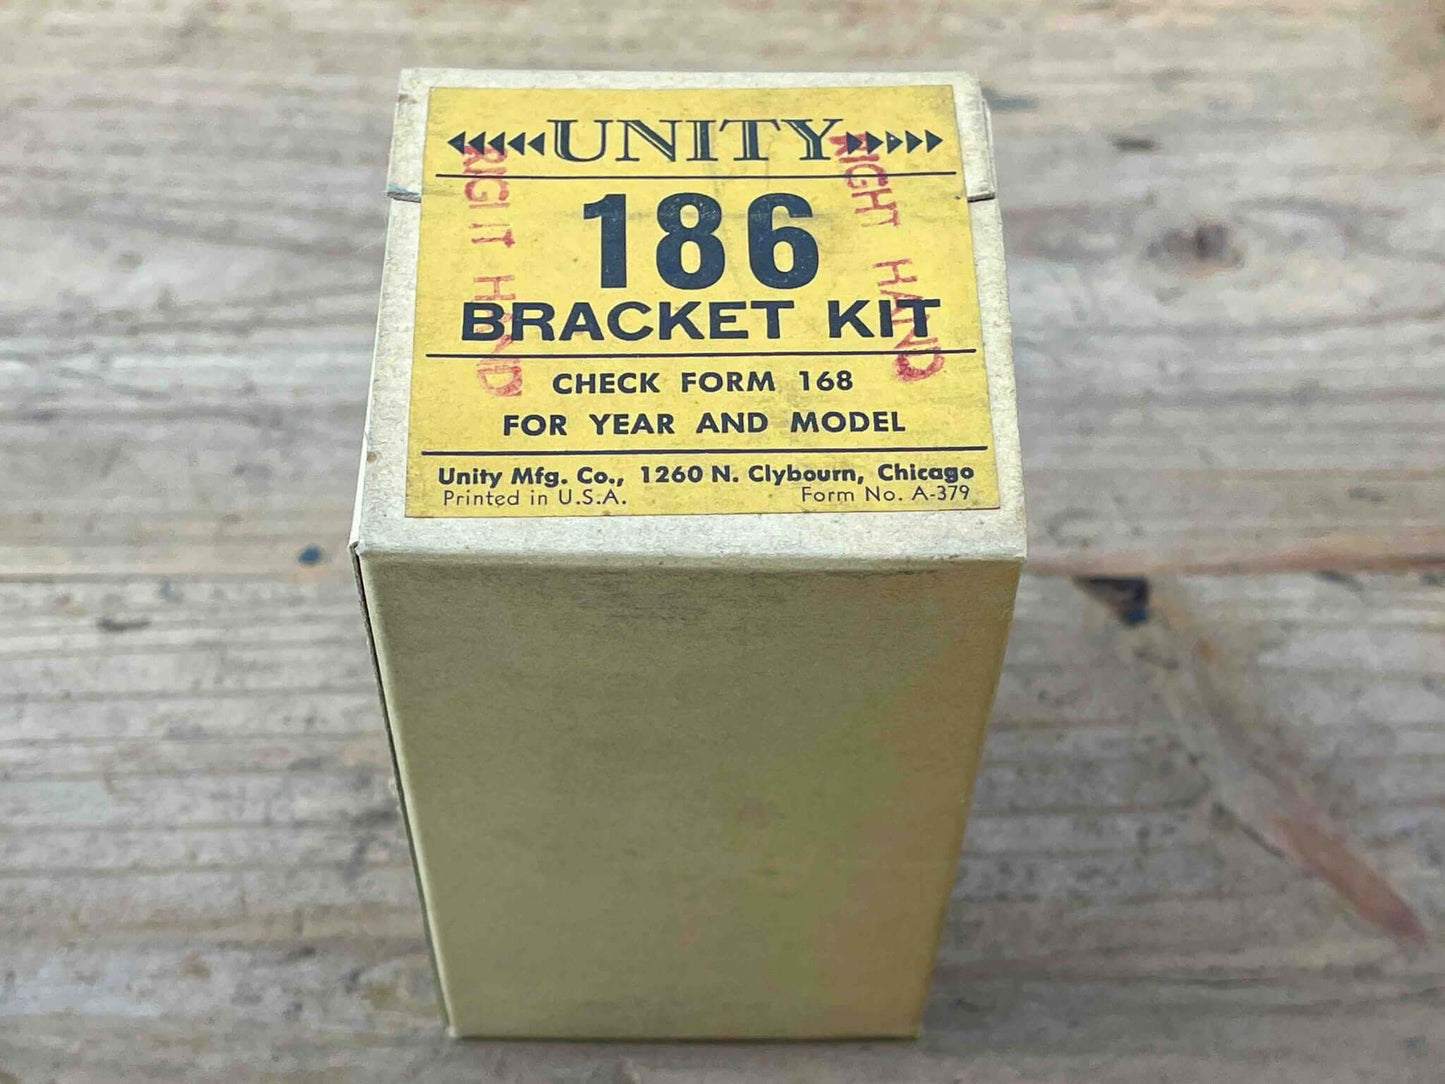 UNITY
186
BRACKET KIT
CHECK FORM 168
FOR YEAR AND MODEL
Unity Mfg. Co., 1260 N. Clybourn, Chicago
Printed in U.S.A.
Form No. A-379
RIGHT HAND
RIGHT HAND